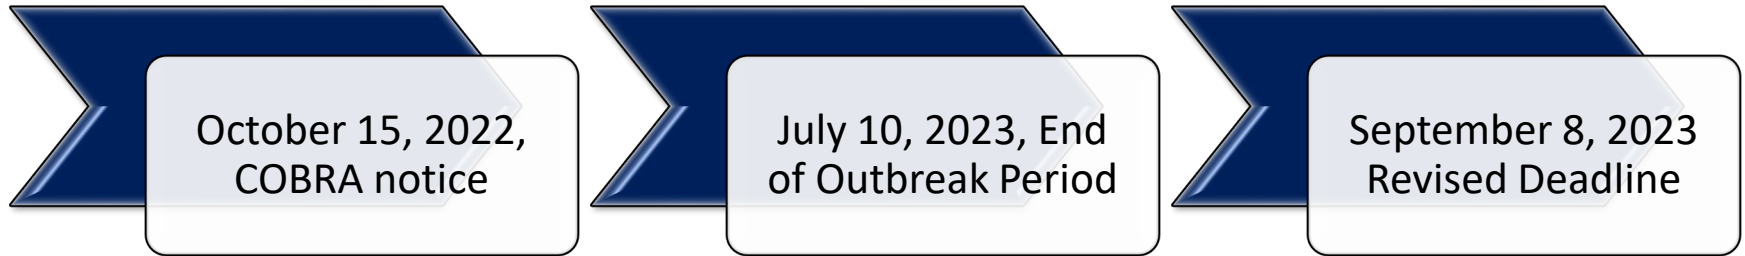 October 15, 2022,
COBRA notice
July 10, 2023, End
of Outbreak Period
September 8, 2023
Revised Deadline